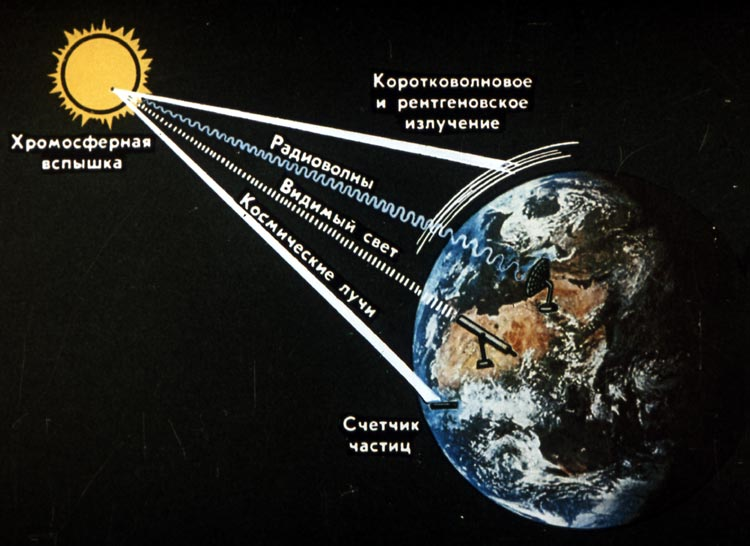 Коротковолновое
и рентгеновское
излучение
Хромосферная
вспышка
Радиоволны
Видимый свет
Космические лучи
Счетчик
частиц